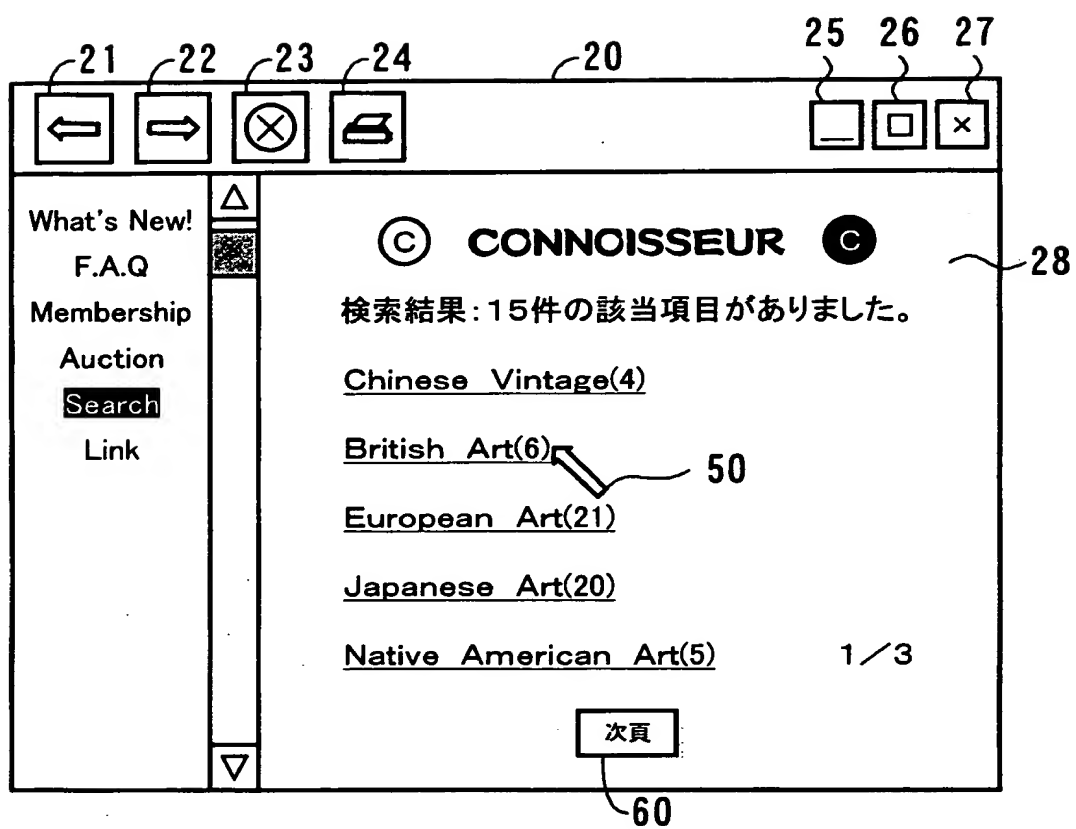 21 22 23 24 20 25 26 27
What's New!
F.A.Q
Membership
Auction
Search
Link
Ⓒ CONNOISSEUR Ⓒ
28
検索結果:15件の該当項目がありました。
Chinese Vintage(4)
British Art(6)
50
European Art(21)
Japanese Art(20)
Native American Art(5) 1/3
次頁
60